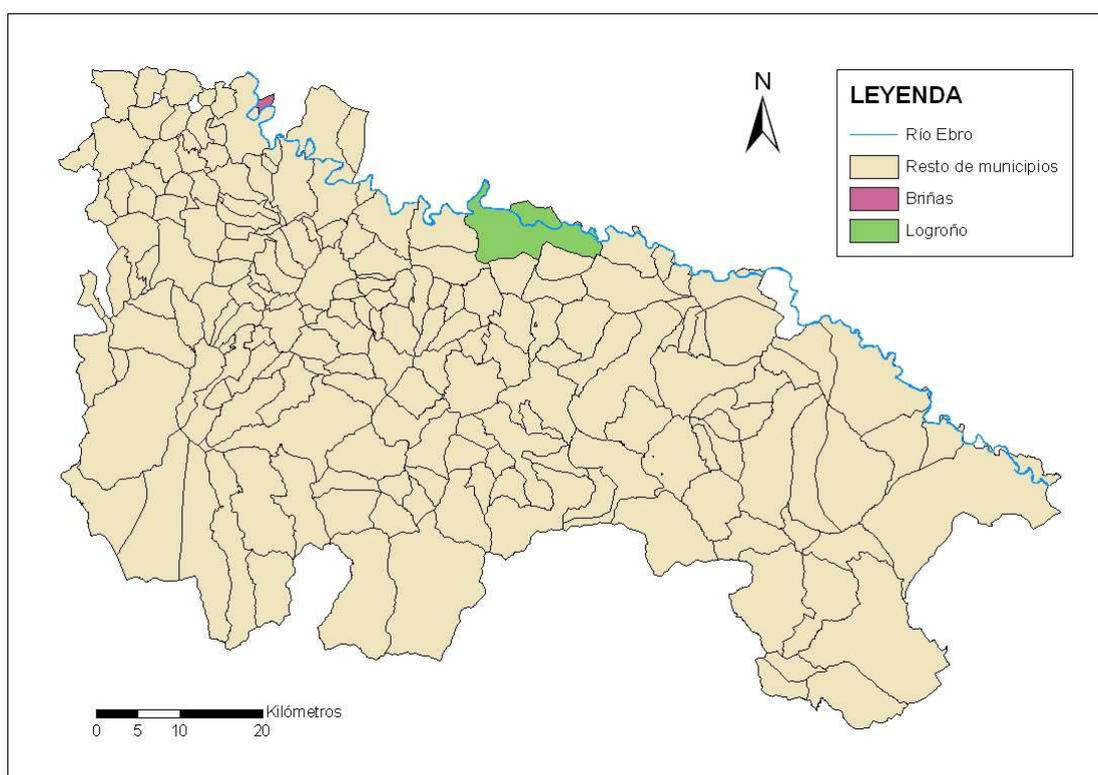 N
LEYENDA
Río Ebro
Resto de municipios
Briñas
Logroño
Kilómetros
0 5 10 20